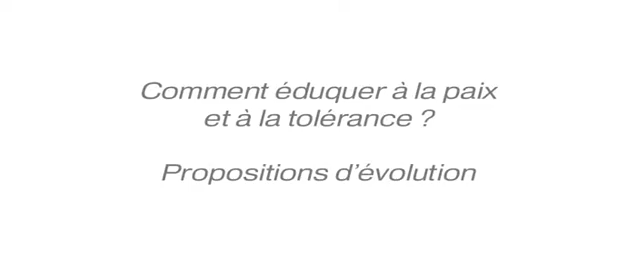 Comment éduquer à la paix
et à la tolérance ?
Propositions d’évolution